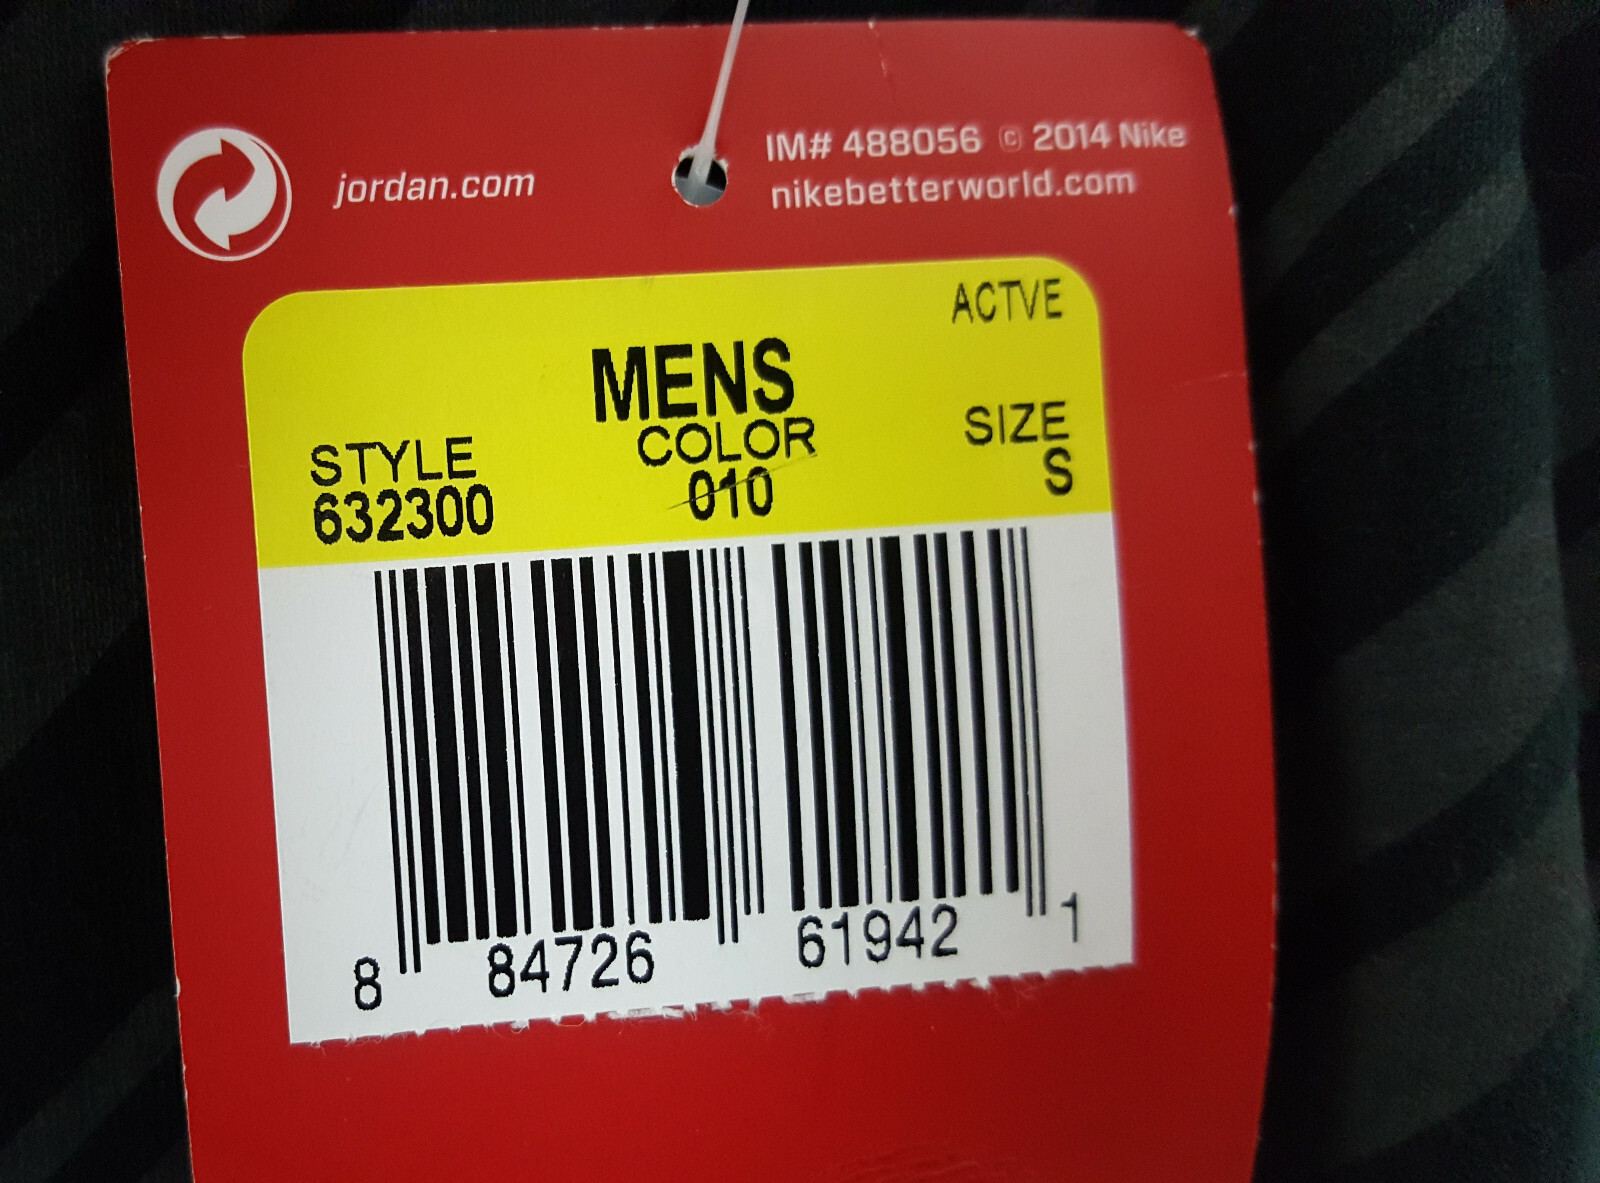 jordan.com
IM# 488056 © 2014 Nike
nikebetterworld.com
ACTVE
MENS
STYLE COLOR SIZE
632300 010 S
8 84726 61942 1